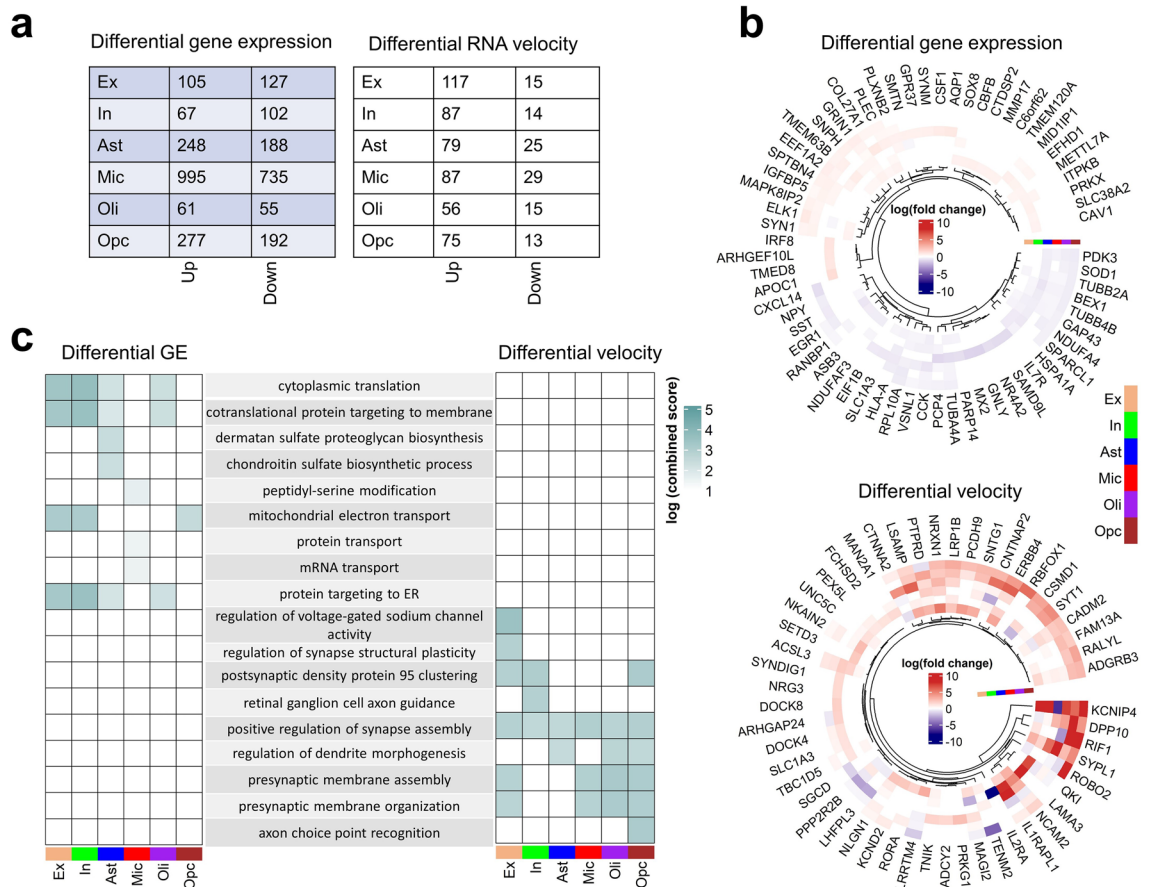 a
Differential gene expression
Ex 105 127
In 67 102
Ast 248 188
Mic 995 735
Oli 61 55
Opc 277 192
Up Down
Differential RNA velocity
Ex 117 15
In 87 14
Ast 79 25
Mic 87 29
Oli 56 15
Opc 75 13
Up Down
b
Differential gene expression
SYN1
ELK1
MAPK8IP2
IGFBP5
SPTBN4
EEF1A2
TMEM63B
SNPH
GRIN1
COL27A1
PLEC
PLXNB2
SMTN
GPR37
SYNM
CSF1
AQP1
SOX8
CBFB
CTDSP2
MMP17
C6orf62
TMEM120A
MID1IP1
EFHD1
METTL7A
ITPKB
PRKX
SLC38A2
CAV1
PDK3
SOD1
TUBB2A
BEX1
TUBB4B
GAP43
NDUFA4
SPARCL1
HSPA1A
IL7R
SAMD9L
NR4A2
GNLY
MX2
PARP14
TUBA4A
PCP4
CCK
VSNL1
RPL10A
HLA-A
SLC1A3
EIF1B
NDUFAF3
ASB3
RANBP1
EGR1
SST
NPY
CXCL14
APOC1
TMED8
ARHGEF10L
IRF8
log(fold change)
10
5
0
-5
-10
Ex
In
Ast
Mic
Oli
Opc
Differential velocity
SYNDIG1
ACSL3
SETD3
NKAIN2
UNC5C
PEX5L
FCHSD2
MAN2A1
CTNNA2
LSAMP
PTPRD
NRXN1
LRP1B
PCDH9
SNTG1
CNTNAP2
ERBB4
RBFOX1
CSMD1
SYT1
CADM2
FAM13A
RALYL
ADGRB3
KCNIP4
DPP10
RIF1
SYPL1
ROBO2
QKI
LAMA3
NCAM2
IL1RAPL1
IL2RA
TENM2
MAGI2
PRKG1
ADCY2
TNIK
LRRTM4
RORA
KCND2
NLGN1
LHFPL3
PPP2R2B
SGCD
TBC1D5
SLC1A3
DOCK4
ARHGAP24
DOCK8
NRG3
log(fold change)
10
5
0
-5
-10
c
Differential GE
Differential velocity
cytoplasmic translation
cotranslational protein targeting to membrane
dermatan sulfate proteoglycan biosynthesis
chondroitin sulfate biosynthetic process
peptidyl-serine modification
mitochondrial electron transport
protein transport
mRNA transport
protein targeting to ER
regulation of voltage-gated sodium channel
activity
regulation of synapse structural plasticity
postsynaptic density protein 95 clustering
retinal ganglion cell axon guidance
positive regulation of synapse assembly
regulation of dendrite morphogenesis
presynaptic membrane assembly
presynaptic membrane organization
axon choice point recognition
Ex In Ast Mic Oli Opc
Ex In Ast Mic Oli Opc
log (combined score)
5
4
3
2
1